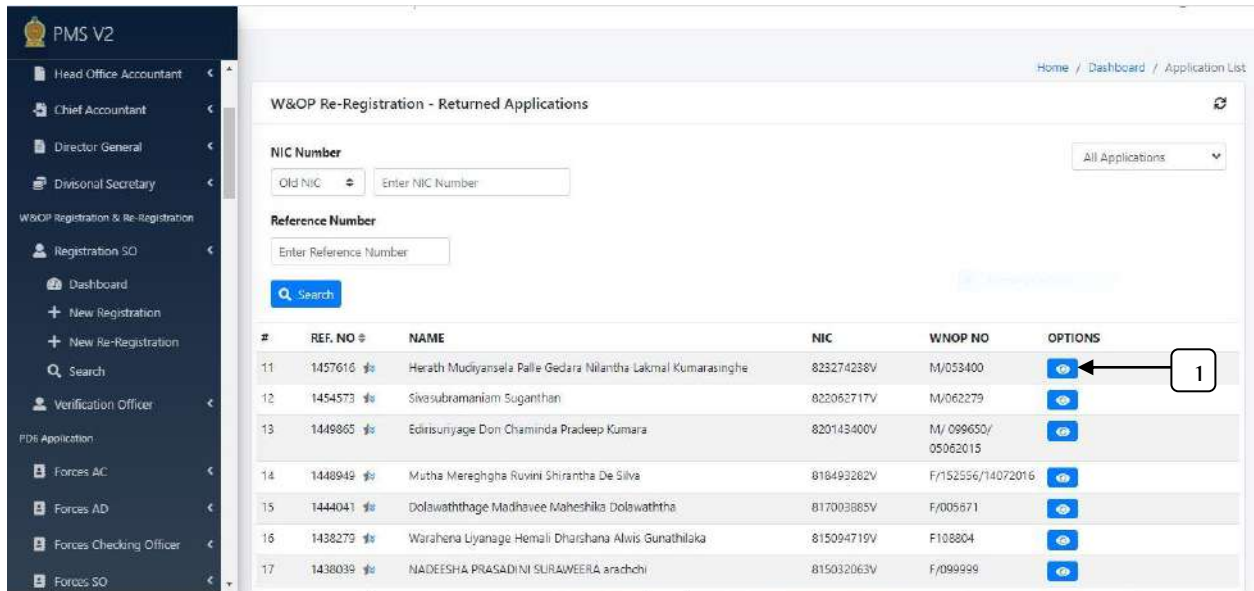 PMS V2
Head Office Accountant
Chief Accountant
Director General
Divisonal Secretary
W&OP Registration & Re-Registration
Registration SO
Dashboard
New Registration
New Re-Registration
Search
Verification Officer
PD6 Application
Forces AC
Forces AD
Forces Checking Officer
Forces SO
Home / Dashboard / Application List
W&OP Re-Registration - Returned Applications
NIC Number
All Applications
Old NIC Enter NIC Number
Reference Number
Enter Reference Number
Search
# REF. NO NAME NIC WNOP NO OPTIONS
11 1457616 Herath Mudiyansela Palle Gedara Nilantha Lakmal Kumarasinghe 823274238V M/053400
1
12 1454573 Sivasubramaniam Suganthan 822062717V M/062279
13 1449865 Edirisuriyage Don Chaminda Pradeep Kumara 820143400V M/ 099650/
05062015
14 1448949 Mutha Mereghgha Ruvini Shirantha De Silva 818493282V F/152556/14072016
15 1444041 Dolawaththage Madhavee Maheshika Dolawaththa 817003885V F/005671
16 1438279 Warahena Liyanage Hemali Dharshana Alwis Gunathilaka 815094719V F108804
17 1438039 NADEESHA PRASADINI SURAWEERA arachchi 815032063V F/099999